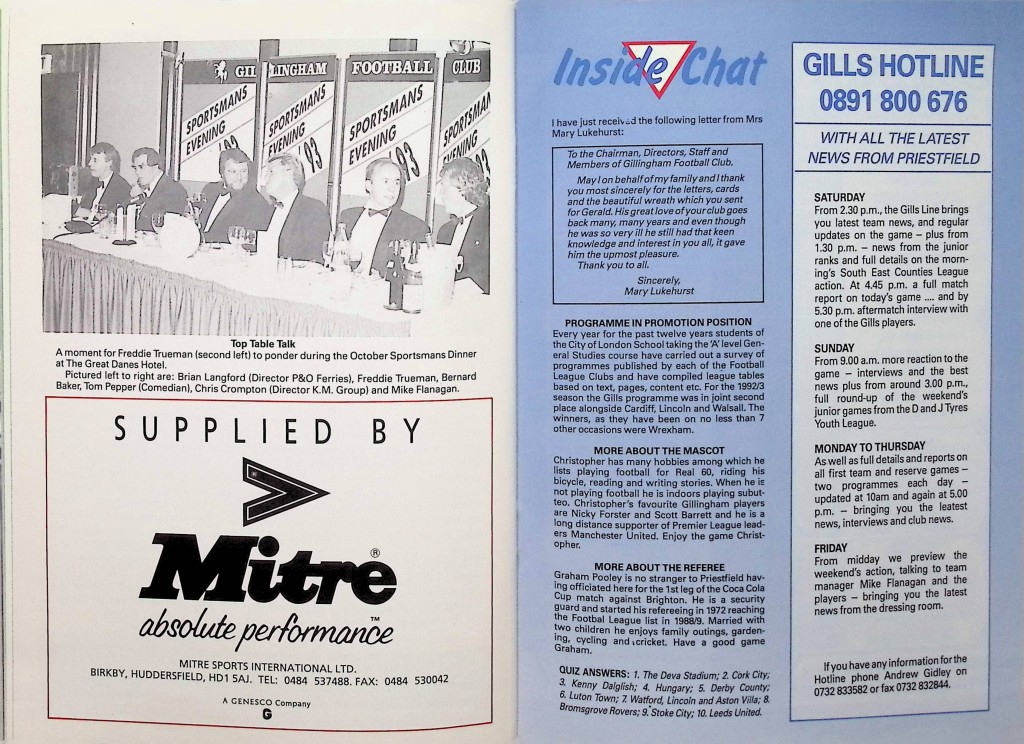 GILLINGHAM FOOTBALL CLUB
SPORTSMANS
EVENING '93
SPORTSMANS
EVENING '93
SPORTSMANS
EVENING '93
SPORTSMANS
EVENING
Top Table Talk
A moment for Freddie Trueman (second left) to ponder during the October Sportsmans Dinner
at The Great Danes Hotel.
Pictured left to right are: Brian Langford (Director P&O Ferries), Freddie Trueman, Bernard
Baker, Tom Pepper (Comedian), Chris Crompton (Director K.M. Group) and Mike Flanagan.
SUPPLIED BY
Mitre®
absolute performance™
MITRE SPORTS INTERNATIONAL LTD.
BIRKBY, HUDDERSFIELD, HD1 5AJ. TEL: 0484 537488. FAX: 0484 530042
A GENESCO Company
G
Inside Chat
I have just received the following letter from Mrs
Mary Lukehurst:
To the Chairman, Directors, Staff and
Members of Gillingham Football Club.
May I on the behalf of my family and I thank
you most sincerely for the letters, cards
and the beautiful wreath which you sent
for Gerald. His great love of your club goes
back many, many years and even though
he was so very ill he still had that keen
knowledge and interest in you all, it gave
him the upmost pleasure.
Thank you to all.
Sincerely,
Mary Lukehurst
PROGRAMME IN PROMOTION POSITION
Every year for the past twelve years students of
the City of London School taking the 'A' level Gen-
eral Studies course have carried out a survey of
programmes published by each of the Football
League Clubs and have compiled league tables
based on text, pages, content etc. For the 1992/3
season the Gills programme was in joint second
place alongside Cardiff, Lincoln and Walsall. The
winners, as they have been on no less than 7
other occasions were Wrexham.
MORE ABOUT THE MASCOT
Christopher has many hobbies among which he
lists playing football for Real 60, riding his
bicycle, reading and writing stories. When he is
not playing football he is indoors playing subut-
teo. Christopher's favourite Gillingham players
are Nicky Forster and Scott Barrett and he is a
long distance supporter of Premier League lead-
ers Manchester United. Enjoy the game Christ-
opher.
MORE ABOUT THE REFEREE
Graham Pooley is no stranger to Priestfield hav-
ing officiated here for the 1st leg of the Coca Cola
Cup match against Brighton. He is a security
guard and started his refereeing in 1972 reaching
the Footbal League list in 1988/9. Married with
two children he enjoys family outings, garden-
ing, cycling and cricket. Have a good game
Graham.
QUIZ ANSWERS: 1. The Deva Stadium; 2. Cork City;
3. Kenny Dalglish; 4. Hungary; 5. Derby County;
6. Luton Town; 7. Watford, Lincoln and Aston Villa; 8.
Bromsgrove Rovers; 9. Stoke City; 10. Leeds United.
GILLS HOTLINE
0891 800 676
WITH ALL THE LATEST
NEWS FROM PRIESTFIELD
SATURDAY
From 2.30 p.m., the Gills Line brings
you latest team news, and regular
updates on the game – plus from
1.30 p.m. – news from the junior
ranks and full details on the morn-
ing's South East Counties League
action. At 4.45 p.m. a full match
report on today's game .... and by
5.30 p.m. aftermatch interview with
one of the Gills players.
SUNDAY
From 9.00 a.m. more reaction to the
game – interviews and the best
news plus from around 3.00 p.m.,
full round-up of the weekend's
junior games from the D and J Tyres
Youth League.
MONDAY TO THURSDAY
As well as full details and reports on
all first team and reserve games –
two programmes each day –
updated at 10am and again at 5.00
p.m. – bringing you the leatest
news, interviews and club news.
FRIDAY
From midday we preview the
weekend's action, talking to team
manager Mike Flanagan and the
players – bringing you the latest
news from the dressing room.
If you have any information for the
Hotline phone Andrew Gidley on
0732 833582 or fax 0732 832844.